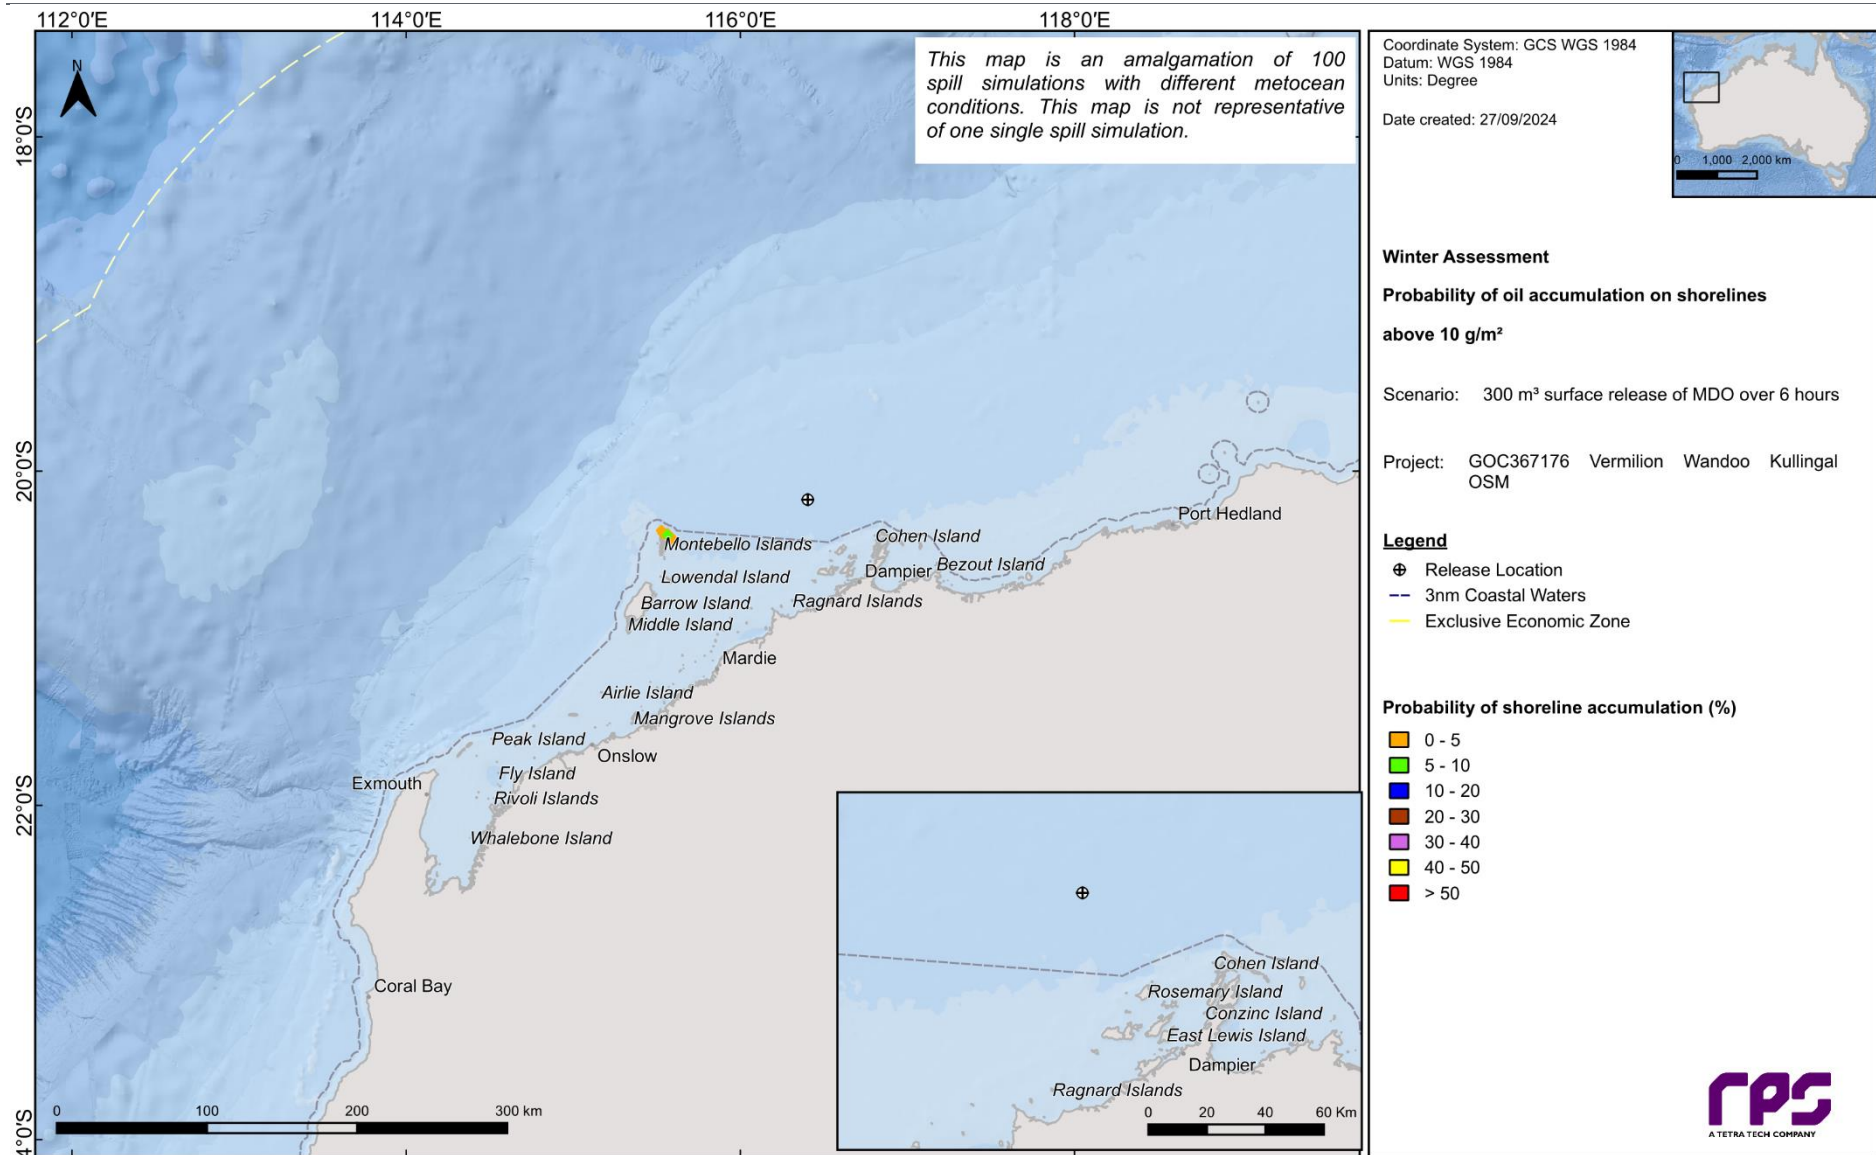 112°0'E
114°0'E
116°0'E
118°0'E
N
18°0'S
20°0'S
22°0'S
4°0'S
This map is an amalgamation of 100
spill simulations with different metocean
conditions. This map is not representative
of one single spill simulation.
Montebello Islands
Lowendal Island
Barrow Island
Middle Island
Cohen Island
Dampier
Bezout Island
Ragnard Islands
Port Hedland
Mardie
Airlie Island
Mangrove Islands
Peak Island
Onslow
Fly Island
Exmouth
Rivoli Islands
Whalebone Island
Coral Bay
0 100 200 300 km
Cohen Island
Rosemary Island
Conzinc Island
East Lewis Island
Dampier
Ragnard Islands
0 20 40 60 Km
Coordinate System: GCS WGS 1984
Datum: WGS 1984
Units: Degree
Date created: 27/09/2024
0 1,000 2,000 km
Winter Assessment
Probability of oil accumulation on shorelines
above 10 g/m²
Scenario: 300 m³ surface release of MDO over 6 hours
Project: GOC367176 Vermilion Wandoo Kullingal
OSM
Legend
Release Location
3nm Coastal Waters
Exclusive Economic Zone
Probability of shoreline accumulation (%)
0 - 5
5 - 10
10 - 20
20 - 30
30 - 40
40 - 50
> 50
rps
A TETRA TECH COMPANY